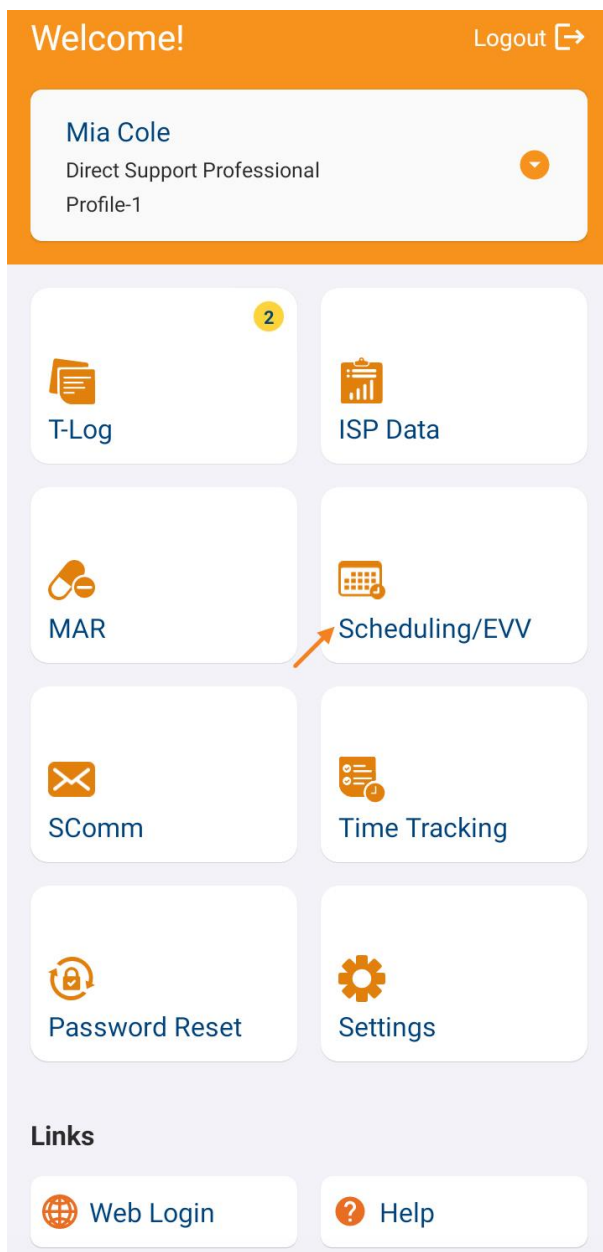 Welcome!
Logout
Mia Cole
Direct Support Professional
Profile-1
2
T-Log
ISP Data
MAR
Scheduling/EVV
SComm
Time Tracking
Password Reset
Settings
Links
Web Login
Help